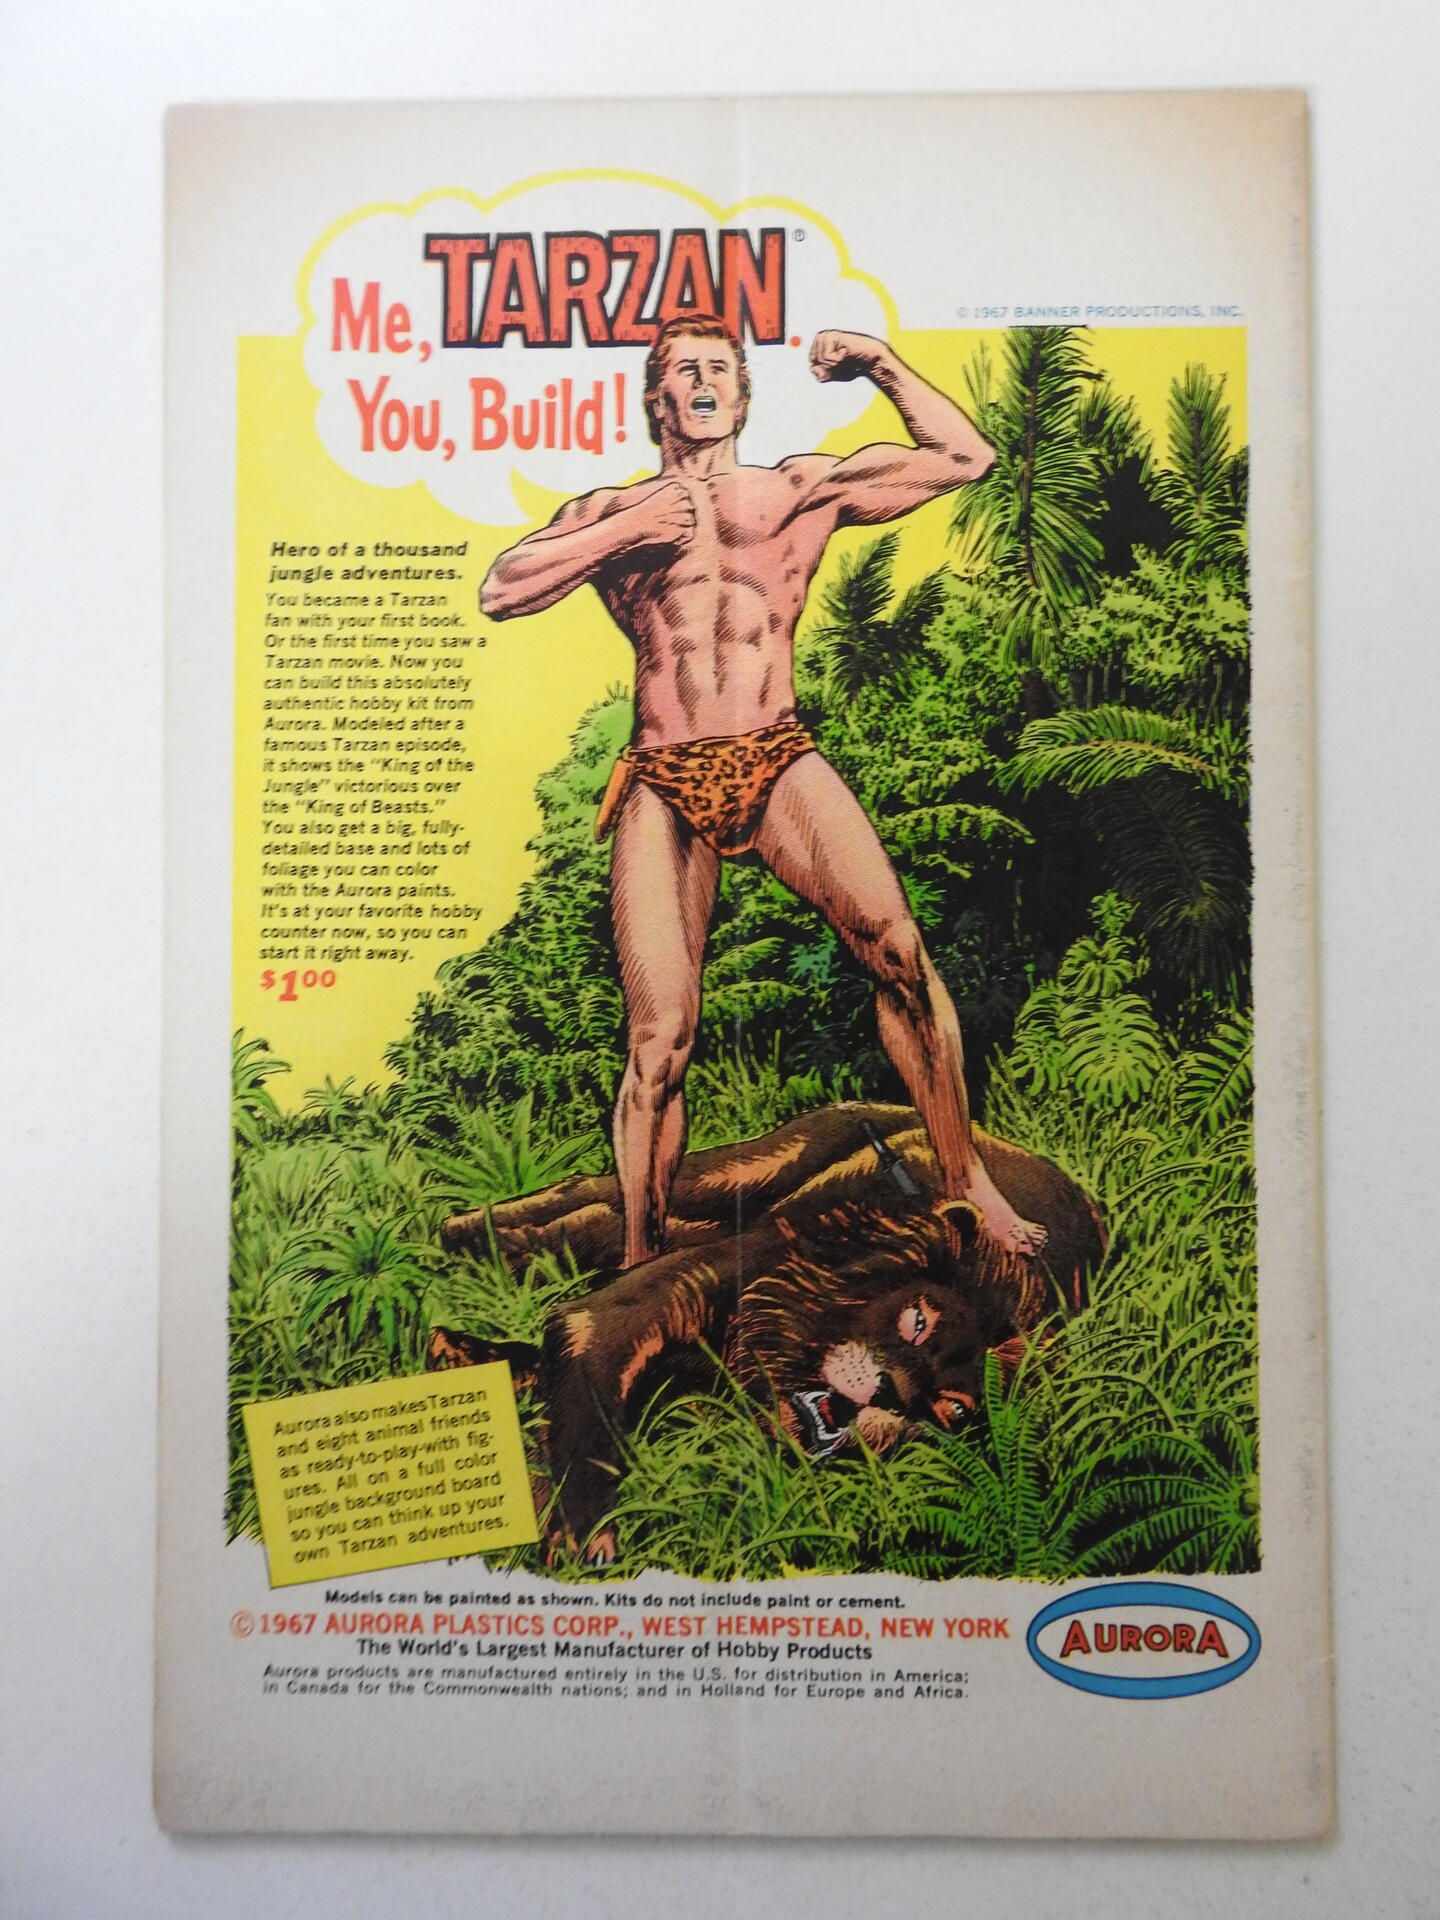 Me, TARZAN®.
You, Build!
© 1967 BANNER PRODUCTIONS, INC.
Hero of a thousand
jungle adventures.
You became a Tarzan
fan with your first book.
Or the first time you saw a
Tarzan movie. Now you
can build this absolutely
authentic hobby kit from
Aurora. Modeled after a
famous Tarzan episode,
it shows the "King of the
Jungle" victorious over
the "King of Beasts."
You also get a big, fully-
detailed base and lots of
foliage you can color
with the Aurora paints.
It's at your favorite hobby
counter now, so you can
start it right away.
$1.00
Aurora also makes Tarzan
and eight animal friends
as ready-to-play-with fig-
ures. All on a full color
jungle background board
so you can think up your
own Tarzan adventures.
Models can be painted as shown. Kits do not include paint or cement.
© 1967 AURORA PLASTICS CORP., WEST HEMPSTEAD, NEW YORK
The World's Largest Manufacturer of Hobby Products
Aurora products are manufactured entirely in the U.S. for distribution in America;
in Canada for the Commonwealth nations; and in Holland for Europe and Africa.
AURORA